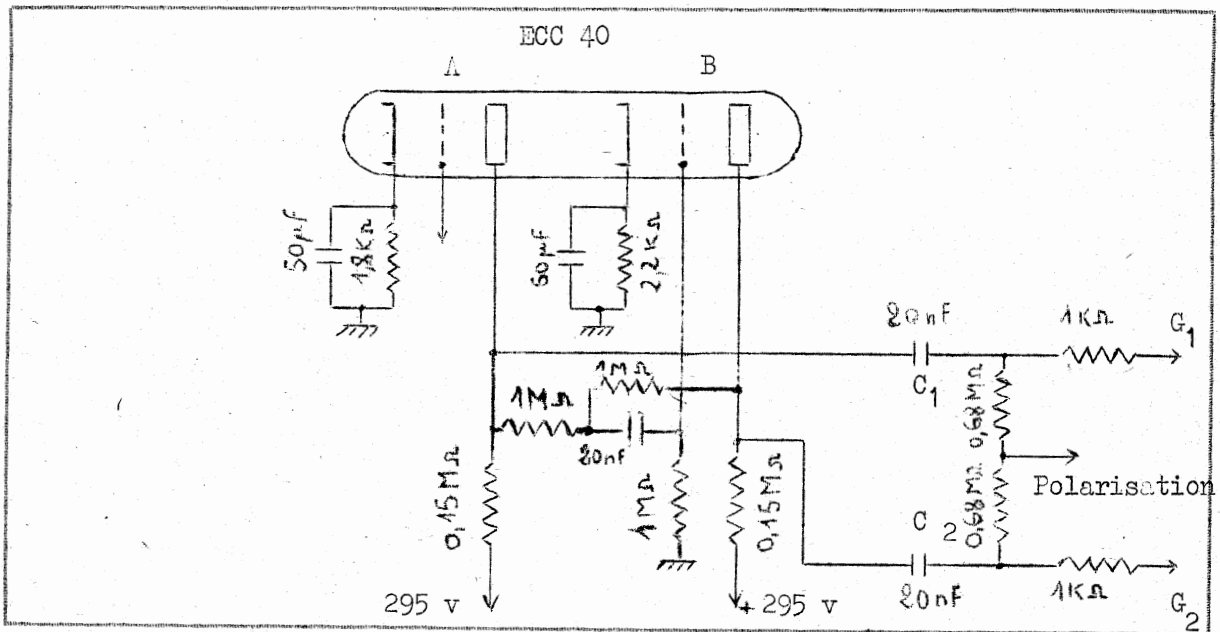 ECC 40
A B
50µF
1,8KΩ
50µF
2,2KΩ
20nF
C1
1KΩ
G1
1MΩ
1MΩ
20nF
0,68MΩ
Polarisation
0,15MΩ
1MΩ
0,15MΩ
0,68MΩ
C2
20nF
1KΩ
G2
295 v
+ 295 v